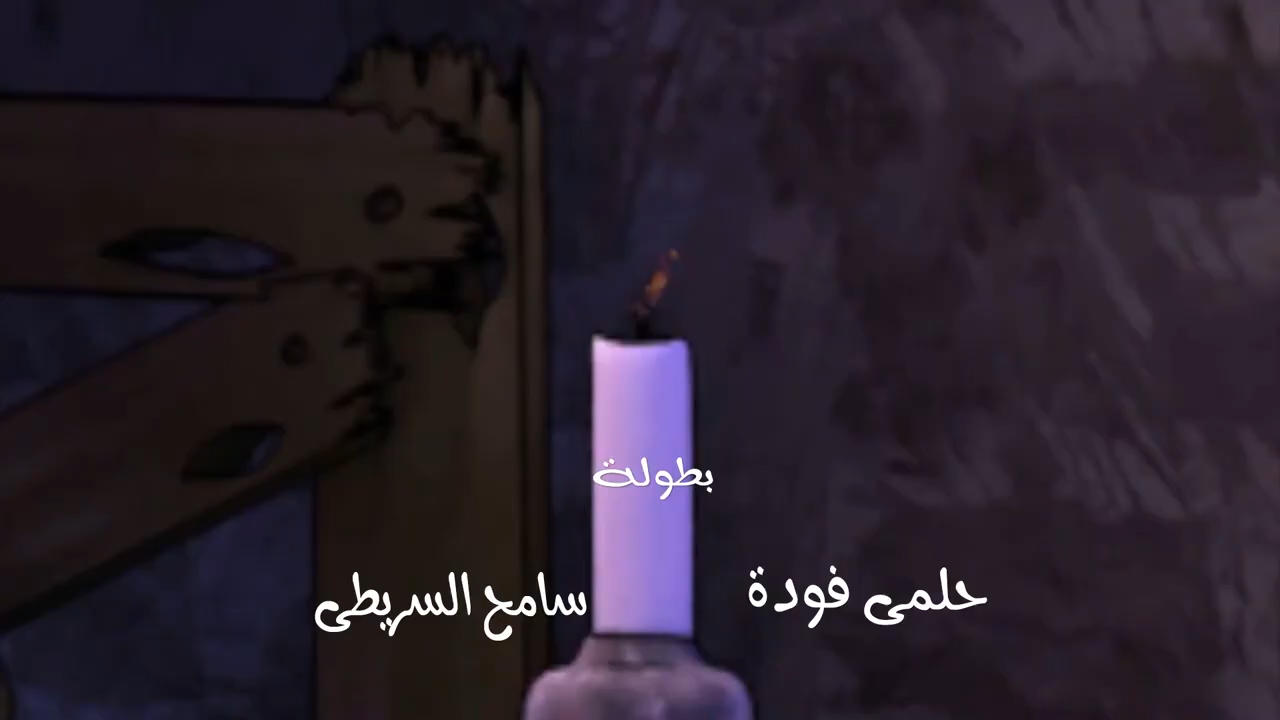 بطولة
حلمى فودة
سامح السريطى